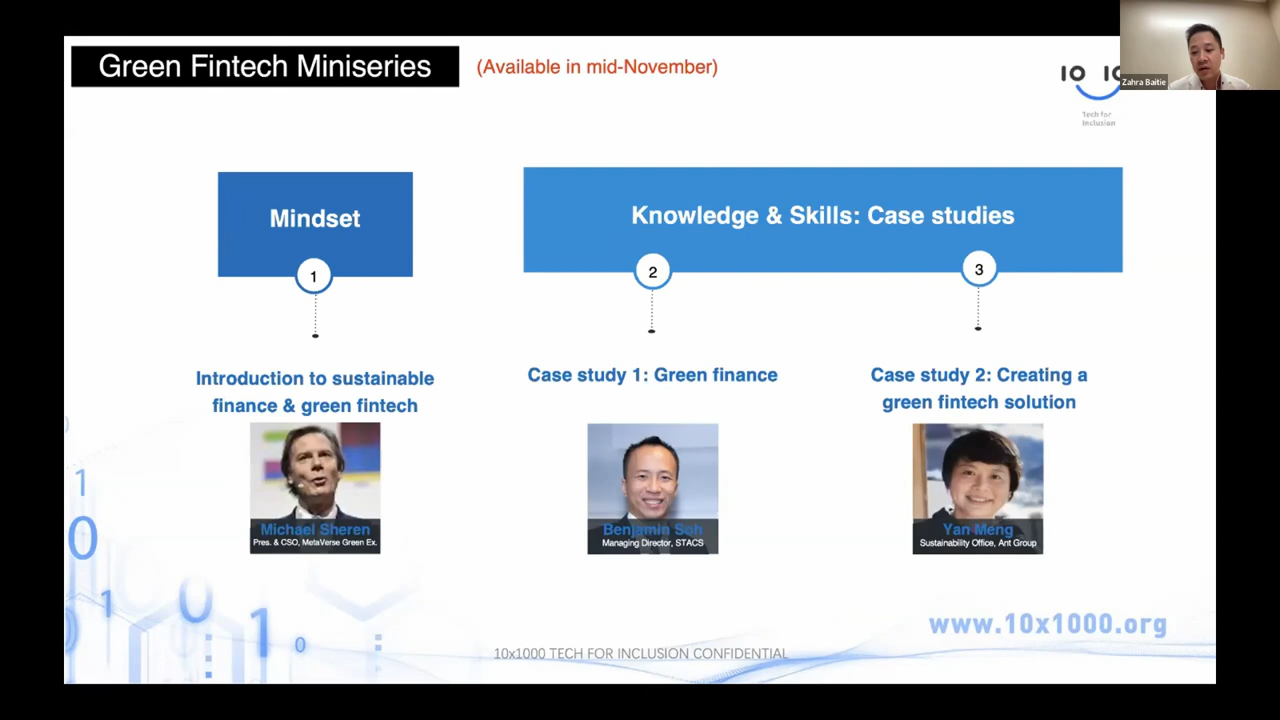 Green Fintech Miniseries
(Available in mid-November)
Zahra Baitie
Tech for
Inclusion
Mindset
Knowledge & Skills: Case studies
1
2
3
Introduction to sustainable
finance & green fintech
Case study 1: Green finance
Case study 2: Creating a
green fintech solution
Michael Sheren
Pres. & CSO, MetaVerse Green Ex.
Benjamin Soh
Managing Director, STACS
Yan Meng
Sustainability Office, Ant Group
www.10x1000.org
10x1000 TECH FOR INCLUSION CONFIDENTIAL